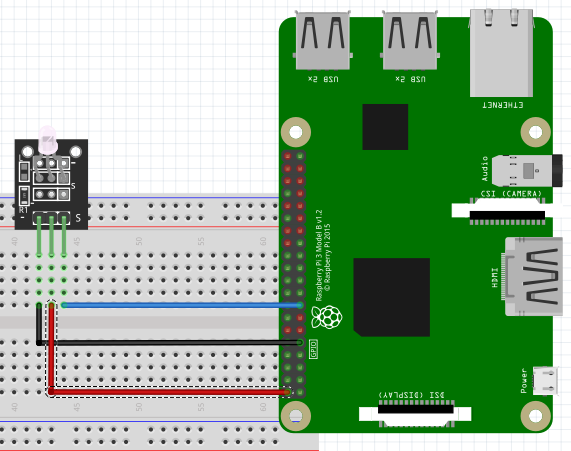 USB 2x
USB 2x
ETHERNET
Audio
CSI (CAMERA)
HDMI
Raspberry Pi 3 Model B v1.2
© Raspberry Pi 2015
GPIO
Power
DSI (DISPLAY)
S
R1
-
S
40
45
50
55
60
40
45
50
55
60